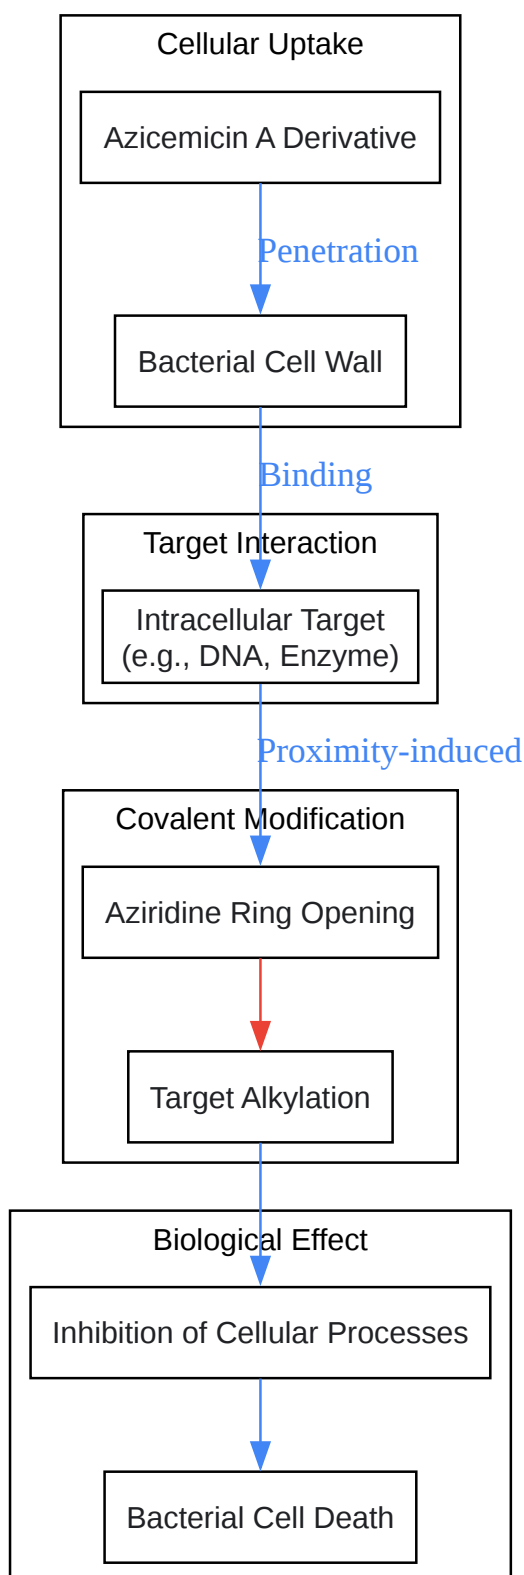 Cellular Uptake
Azicemicin A Derivative
Penetration
Bacterial Cell Wall
Binding
Target Interaction
Intracellular Target
(e.g., DNA, Enzyme)
Proximity-induced
Covalent Modification
Aziridine Ring Opening
Target Alkylation
Biological Effect
Inhibition of Cellular Processes
Bacterial Cell Death